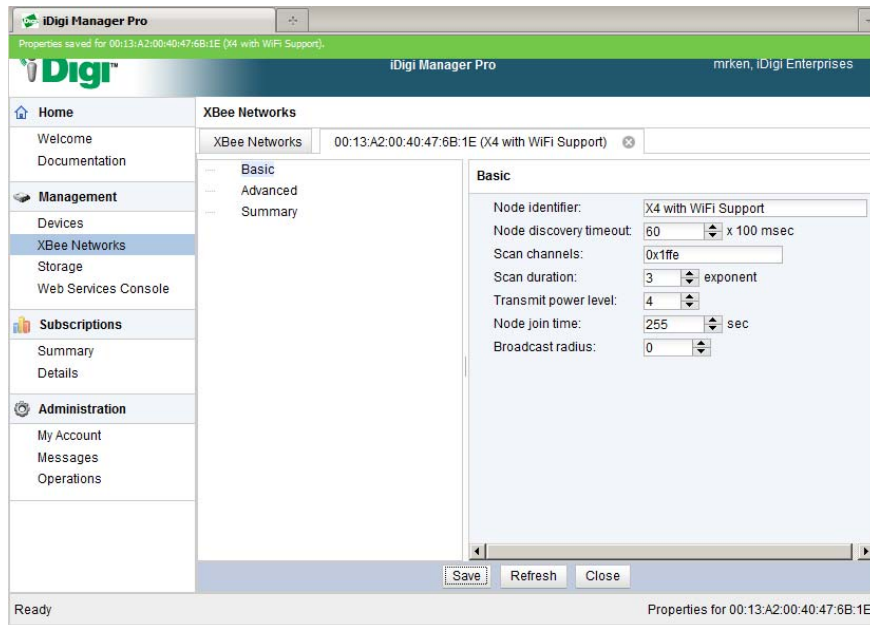 iDigi Manager Pro
Properties saved for 00:13:A2:00:40:47:6B:1E (X4 with WiFi Support).
iDigi™ iDigi Manager Pro mrken, iDigi Enterprises
Home
Welcome
Documentation
Management
Devices
XBee Networks
Storage
Web Services Console
Subscriptions
Summary
Details
Administration
My Account
Messages
Operations
XBee Networks
XBee Networks 00:13:A2:00:40:47:6B:1E (X4 with WiFi Support)
Basic
Advanced
Summary
Basic
Node identifier: X4 with WiFi Support
Node discovery timeout: 60 x 100 msec
Scan channels: 0x1ffe
Scan duration: 3 exponent
Transmit power level: 4
Node join time: 255 sec
Broadcast radius: 0
Save Refresh Close
Ready Properties for 00:13:A2:00:40:47:6B:1E